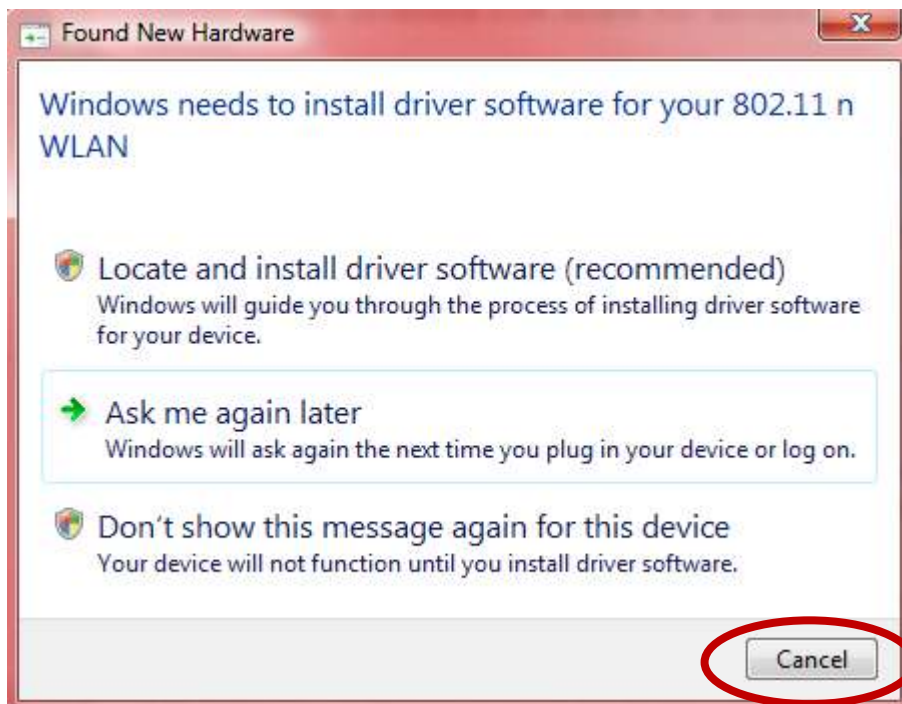 Found New Hardware
Windows needs to install driver software for your 802.11 n
WLAN
Locate and install driver software (recommended)
Windows will guide you through the process of installing driver software
for your device.
Ask me again later
Windows will ask again the next time you plug in your device or log on.
Don't show this message again for this device
Your device will not function until you install driver software.
Cancel